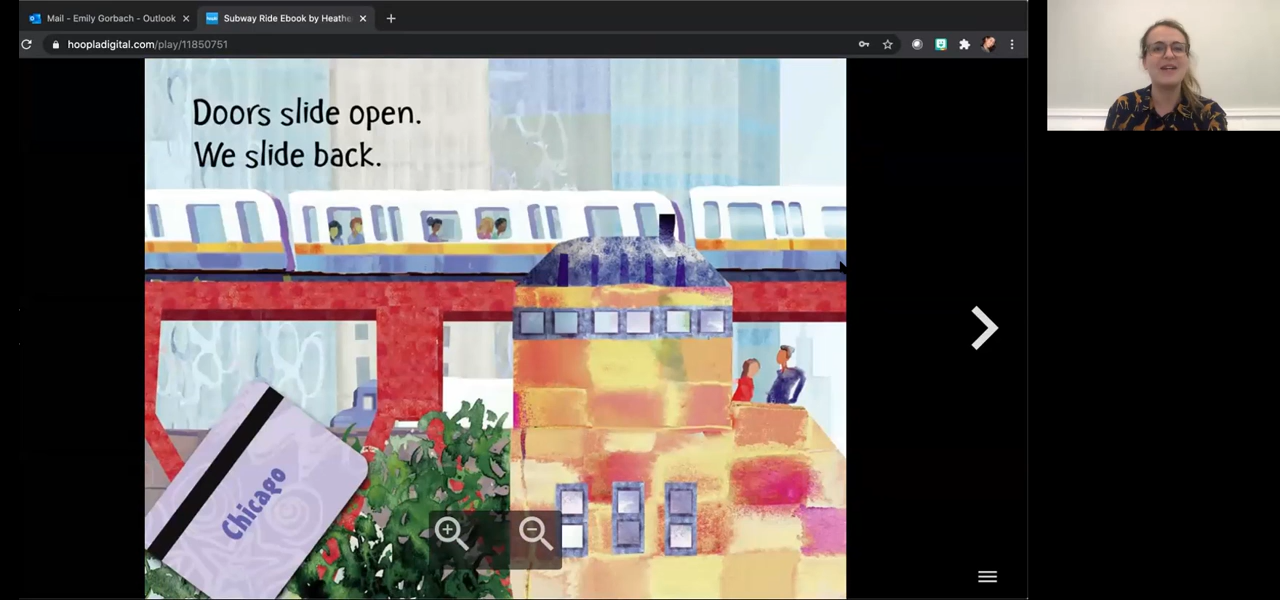 Mail - Emily Gorbach - Outlook
Subway Ride Ebook by Heathe
hoopladigital.com/play/11850751
Doors slide open.
We slide back.
Chicago